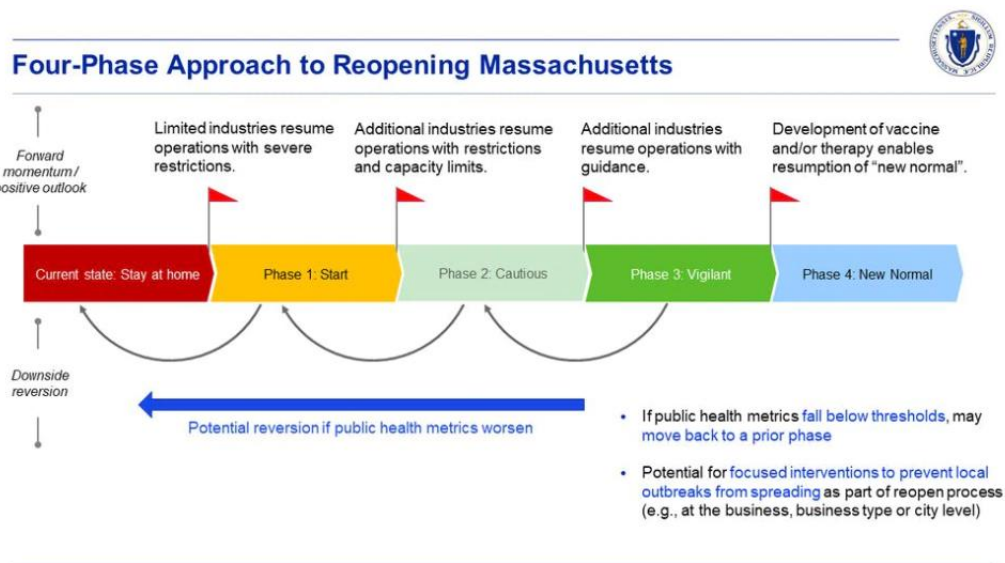 Four-Phase Approach to Reopening Massachusetts
Forward
momentum /
positive outlook
Limited industries resume
operations with severe
restrictions.
Additional industries resume
operations with restrictions
and capacity limits.
Additional industries
resume operations with
guidance.
Development of vaccine
and/or therapy enables
resumption of “new normal”.
Current state: Stay at home
Phase 1: Start
Phase 2: Cautious
Phase 3: Vigilant
Phase 4: New Normal
Downside
reversion
Potential reversion if public health metrics worsen
• If public health metrics fall below thresholds, may
move back to a prior phase
• Potential for focused interventions to prevent local
outbreaks from spreading as part of reopen process
(e.g., at the business, business type or city level)